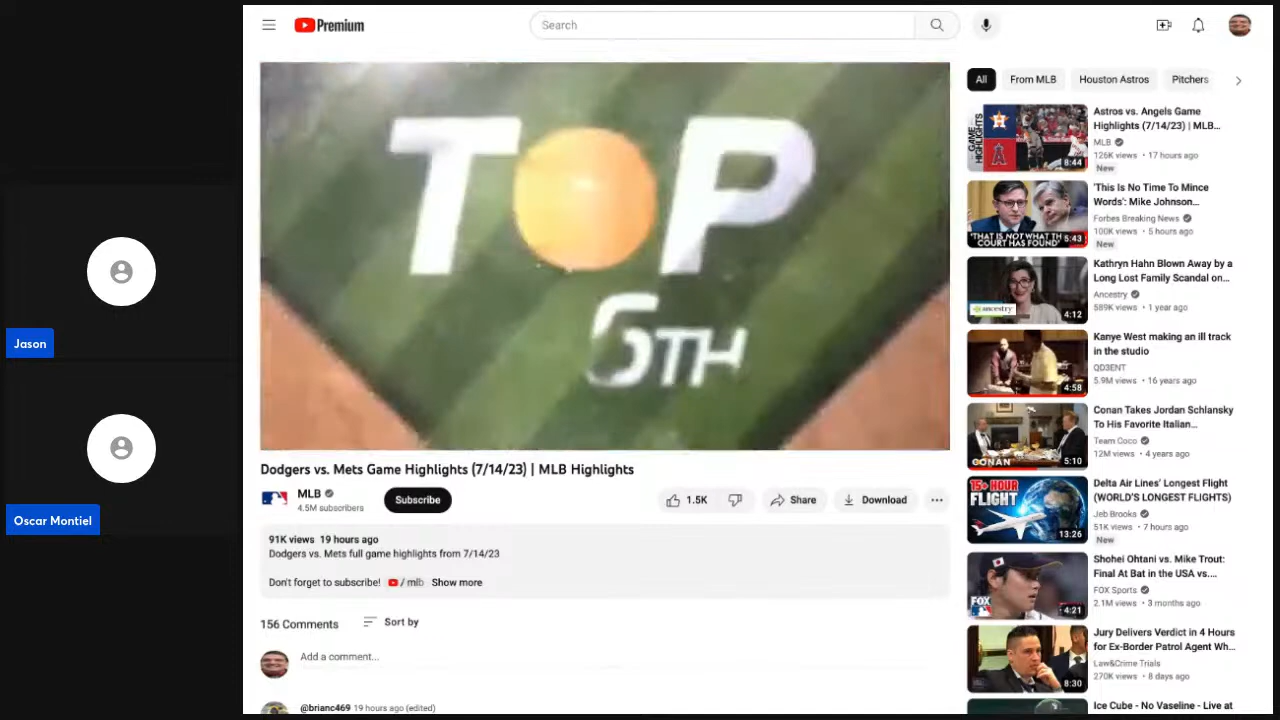 Premium
Search
TOP
6TH
Dodgers vs. Mets Game Highlights (7/14/23) | MLB Highlights
MLB
4.5M subscribers
Subscribe
1.5K
Share
Download
91K views 19 hours ago
Dodgers vs. Mets full game highlights from 7/14/23
Don't forget to subscribe! / mlb Show more
156 Comments
Sort by
Add a comment...
@brianc469 19 hours ago (edited)
Jason
Oscar Montiel
All
From MLB
Houston Astros
Pitchers
GAME HIGHLIGHTS
8:44
Astros vs. Angels Game
Highlights (7/14/23) | MLB...
MLB
126K views • 17 hours ago
New
'THAT IS NOT WHAT TH
COURT HAS FOUND'
5:43
'This Is No Time To Mince
Words': Mike Johnson...
Forbes Breaking News
100K views • 5 hours ago
New
ancestry
4:12
Kathryn Hahn Blown Away by a
Long Lost Family Scandal on...
Ancestry
589K views • 1 year ago
4:58
Kanye West making an ill track
in the studio
QD3ENT
5.9M views • 16 years ago
CONAN
5:10
Conan Takes Jordan Schlansky
To His Favorite Italian...
Team Coco
12M views • 4 years ago
15+ HOUR
FLIGHT
13:26
Delta Air Lines' Longest Flight
(WORLD'S LONGEST FLIGHTS)
Jeb Brooks
51K views • 7 hours ago
New
FOX
4:21
Shohei Ohtani vs. Mike Trout:
Final At Bat in the USA vs....
FOX Sports
2.1M views • 3 months ago
8:30
Jury Delivers Verdict in 4 Hours
for Ex-Border Patrol Agent Wh...
Law&Crime Trials
270K views • 8 days ago
Ice Cube - No Vaseline - Live at